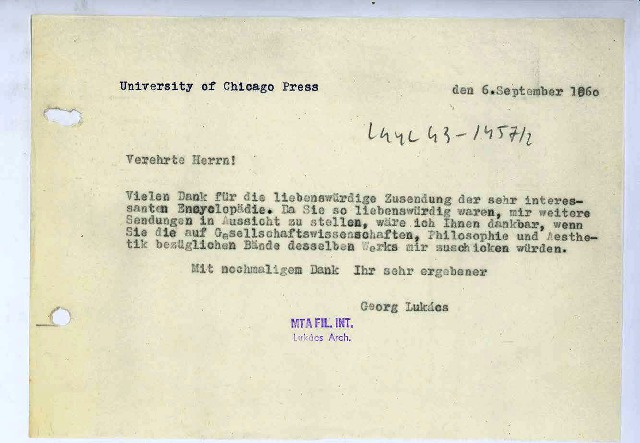 University of Chicago Press
den 6.September 1960
Verehrte Herrn!
Vielen Dank für die liebenswürdige Zusendung der sehr interes-
santen Encyclopädie. Da Sie so liebenswürdig waren, mir weitere
Sendungen in Aussicht zu stellen, wäre ich Ihnen dankbar, wenn
Sie die auf Gesellschaftswissenschaften, Philosophie und Aesthe-
tik bezüglichen Bände desselben Werks mir zuschicken würden.
Mit nochmaligem Dank Ihr sehr ergebener
Georg Lukács
MTA FIL. INT.
Lukács Arch.